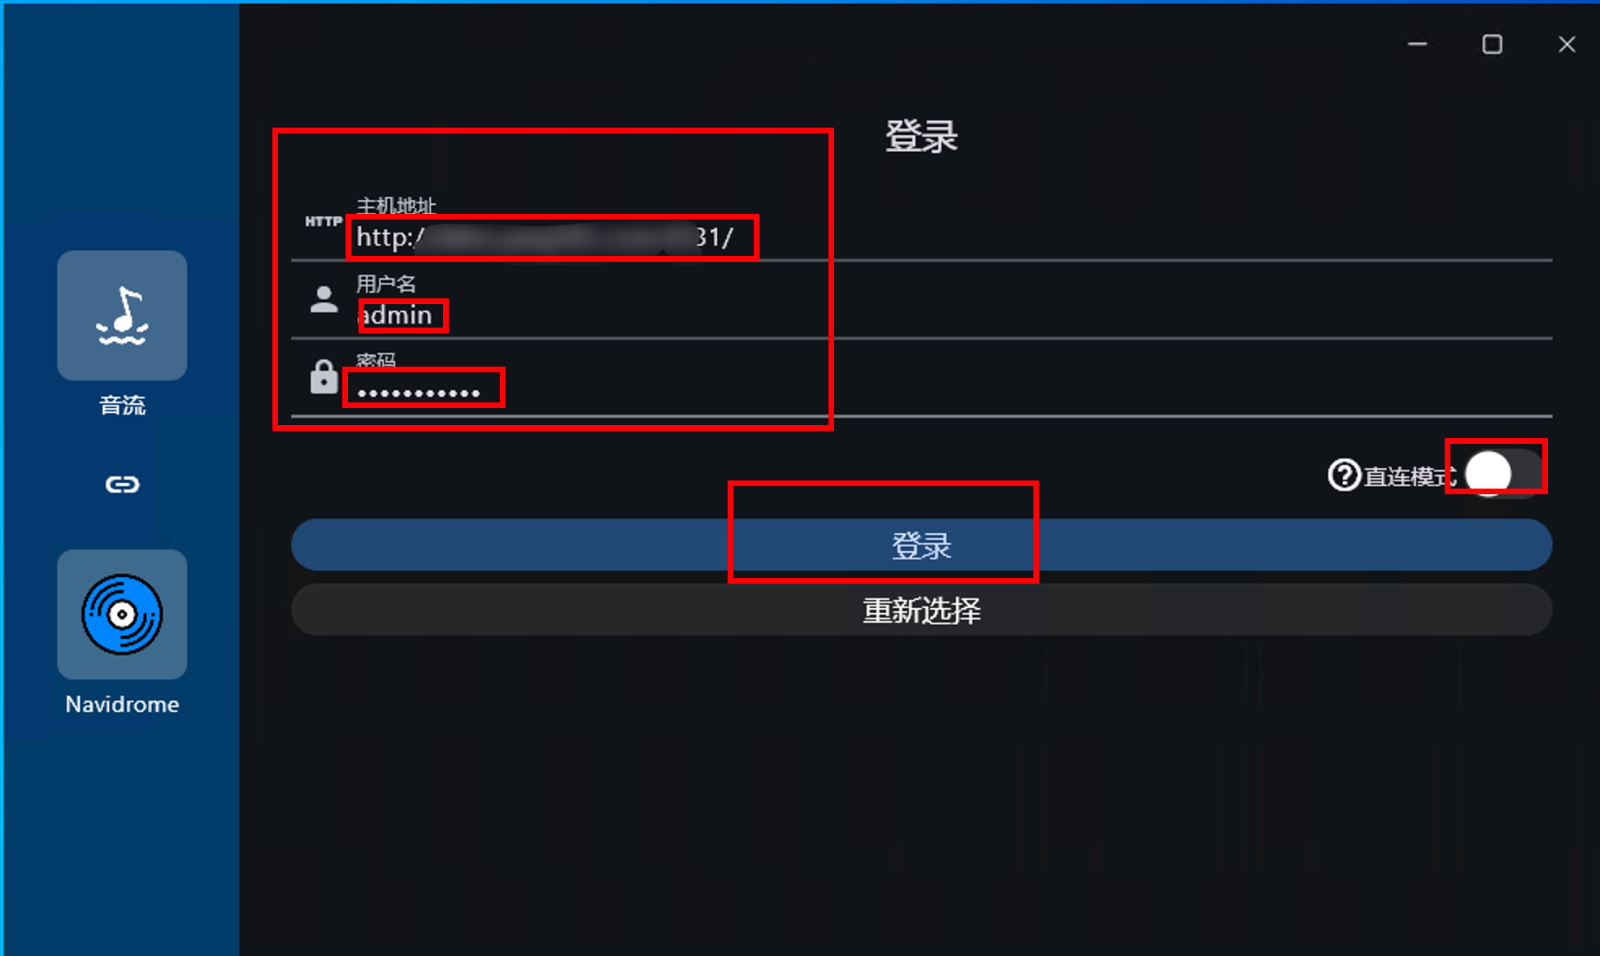 登录
HTTP
主机地址
http:/ 31/
用户名
admin
密码
•••••••••••
直连模式
登录
重新选择
音流
Navidrome